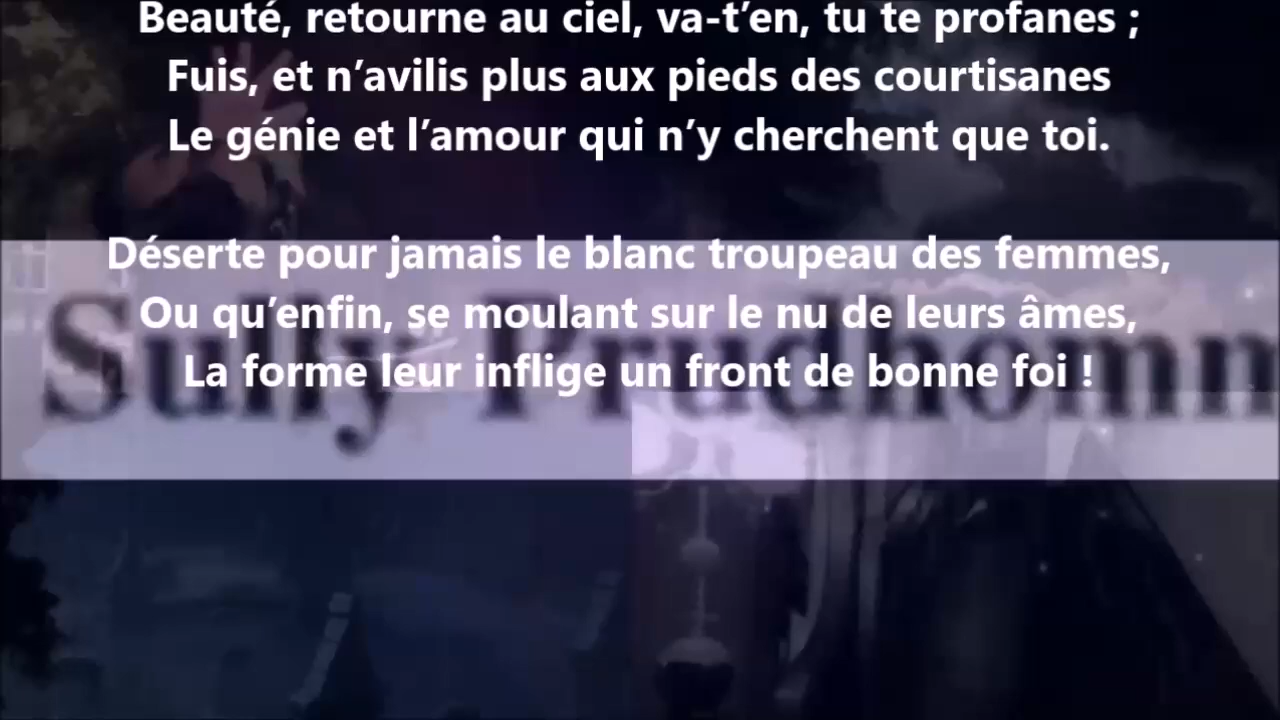 Beauté, retourne au ciel, va-t’en, tu te profanes ;
Fuis, et n’avilis plus aux pieds des courtisanes
Le génie et l’amour qui n’y cherchent que toi.
Déserte pour jamais le blanc troupeau des femmes,
Ou qu’enfin, se moulant sur le nu de leurs âmes,
La forme leur inflige un front de bonne foi !
Sully Prudhomm